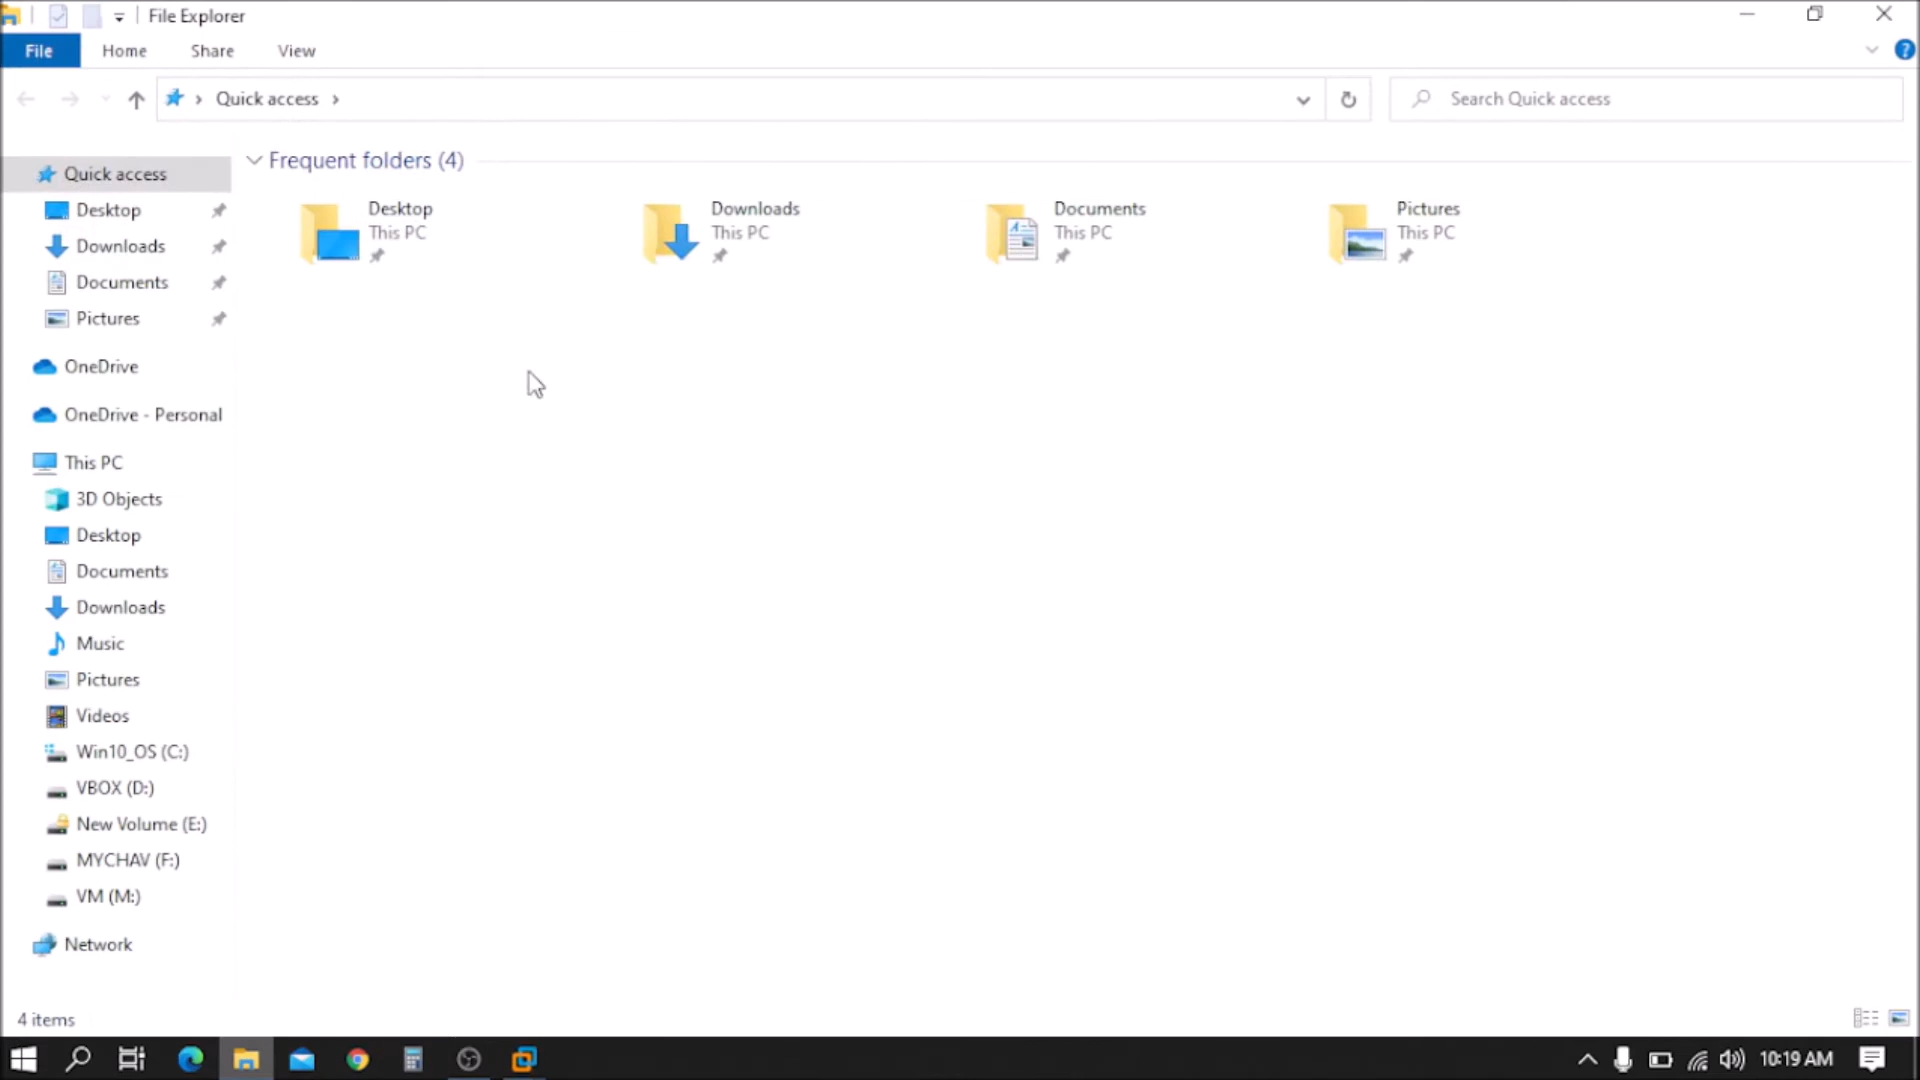 File Explorer
File Home Share View
Quick access
Search Quick access
Quick access
Desktop
Downloads
Documents
Pictures
OneDrive
OneDrive - Personal
This PC
3D Objects
Desktop
Documents
Downloads
Music
Pictures
Videos
Win10_OS (C:)
VBOX (D:)
New Volume (E:)
MYCHAV (F:)
VM (M:)
Network
Frequent folders (4)
Desktop
This PC
Downloads
This PC
Documents
This PC
Pictures
This PC
4 items
10:19 AM